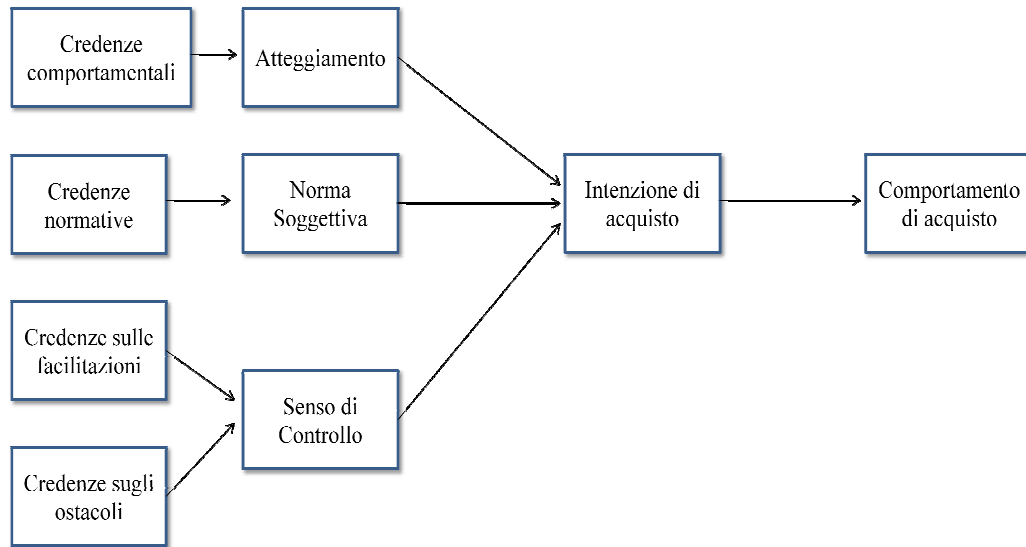 Credenze
comportamentali
Atteggiamento
Credenze
normative
Norma
Soggettiva
Intenzione di
acquisto
Comportamento
di acquisto
Credenze sulle
facilitazioni
Senso di
Controllo
Credenze sugli
ostacoli